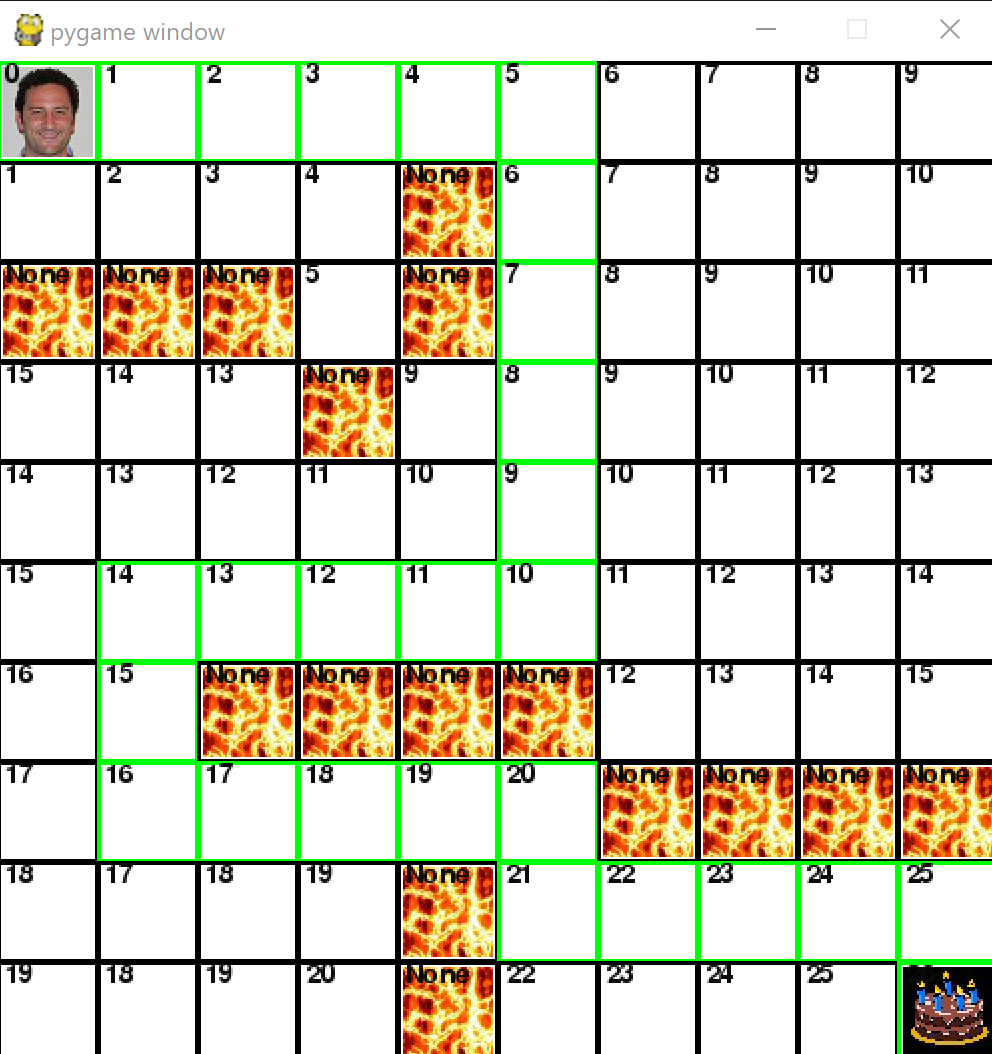 pygame window
0 1 2 3 4 5 6 7 8 9
1 2 3 4 None 6 7 8 9 10
None None None 5 None 7 8 9 10 11
15 14 13 None 9 8 9 10 11 12
14 13 12 11 10 9 10 11 12 13
15 14 13 12 11 10 11 12 13 14
16 15 None None None None 12 13 14 15
17 16 17 18 19 20 None None None None
18 17 18 19 None 21 22 23 24 25
19 18 19 20 None 22 23 24 25